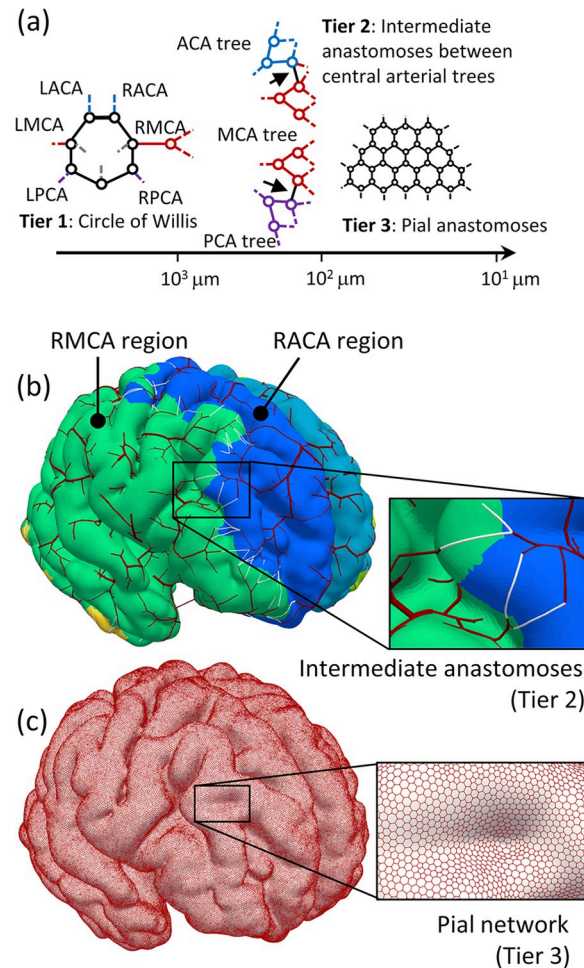 (a)
ACA tree
Tier 2: Intermediate
anastomoses between
central arterial trees
LACA
RACA
LMCA
RMCA
MCA tree
LPCA
RPCA
Tier 1: Circle of Willis
Tier 3: Pial anastomoses
PCA tree
10³ μm
10² μm
10¹ μm
RMCA region
RACA region
(b)
Intermediate anastomoses
(Tier 2)
(c)
Pial network
(Tier 3)